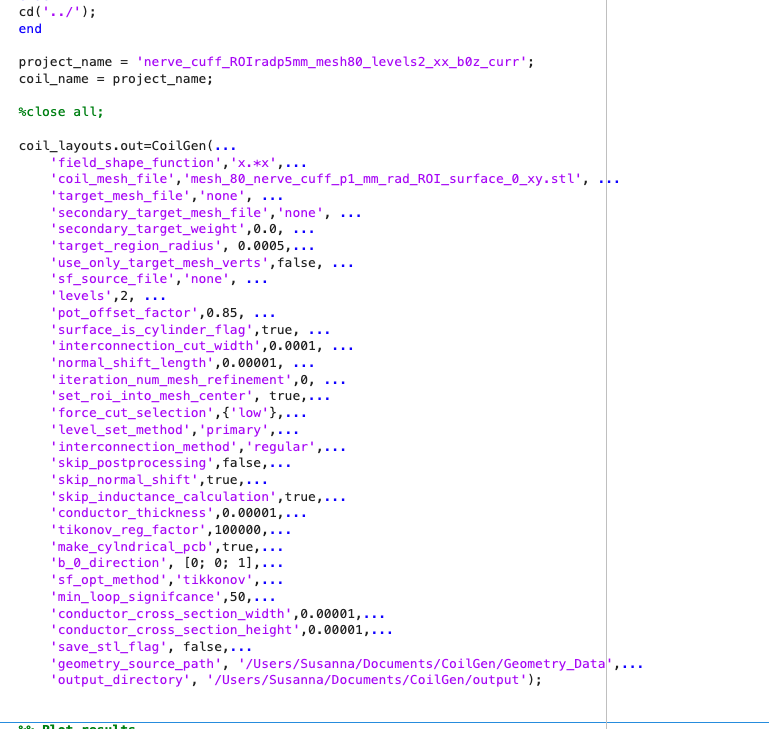 cd('../');
end
project_name = 'nerve_cuff_ROIradp5mm_mesh80_levels2_xx_b0z_curr';
coil_name = project_name;
%close all;
coil_layouts.out=CoilGen(...
'field_shape_function','x.*x',...
'coil_mesh_file','mesh_80_nerve_cuff_p1_mm_rad_ROI_surface_0_xy.stl', ...
'target_mesh_file','none', ...
'secondary_target_mesh_file','none', ...
'secondary_target_weight',0.0, ...
'target_region_radius', 0.0005,...
'use_only_target_mesh_verts',false, ...
'sf_source_file','none', ...
'levels',2, ...
'pot_offset_factor',0.85, ...
'surface_is_cylinder_flag',true, ...
'interconnection_cut_width',0.0001, ...
'normal_shift_length',0.00001, ...
'iteration_num_mesh_refinement',0, ...
'set_roi_into_mesh_center', true,...
'force_cut_selection',{'low'},...
'level_set_method','primary',...
'interconnection_method','regular',...
'skip_postprocessing',false,...
'skip_normal_shift',true,...
'skip_inductance_calculation',true,...
'conductor_thickness',0.00001,...
'tikonov_reg_factor',100000,...
'make_cylndrical_pcb',true,...
'b_0_direction', [0; 0; 1],...
'sf_opt_method','tikkonov',...
'min_loop_signifcance',50,...
'conductor_cross_section_width',0.00001,...
'conductor_cross_section_height',0.00001,...
'save_stl_flag', false,...
'geometry_source_path', '/Users/Susanna/Documents/CoilGen/Geometry_Data',...
'output_directory', '/Users/Susanna/Documents/CoilGen/output');
%% Plot results